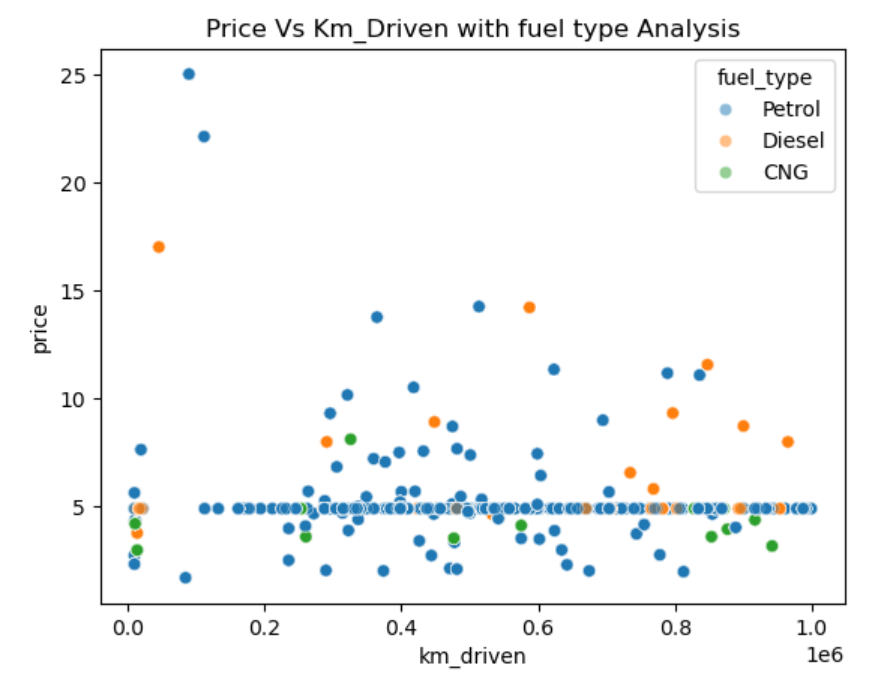 Price Vs Km_Driven with fuel type Analysis
fuel_type
Petrol
Diesel
CNG
25
20
15
10
5
price
0.0 0.2 0.4 0.6 0.8 1.0
1e6
km_driven